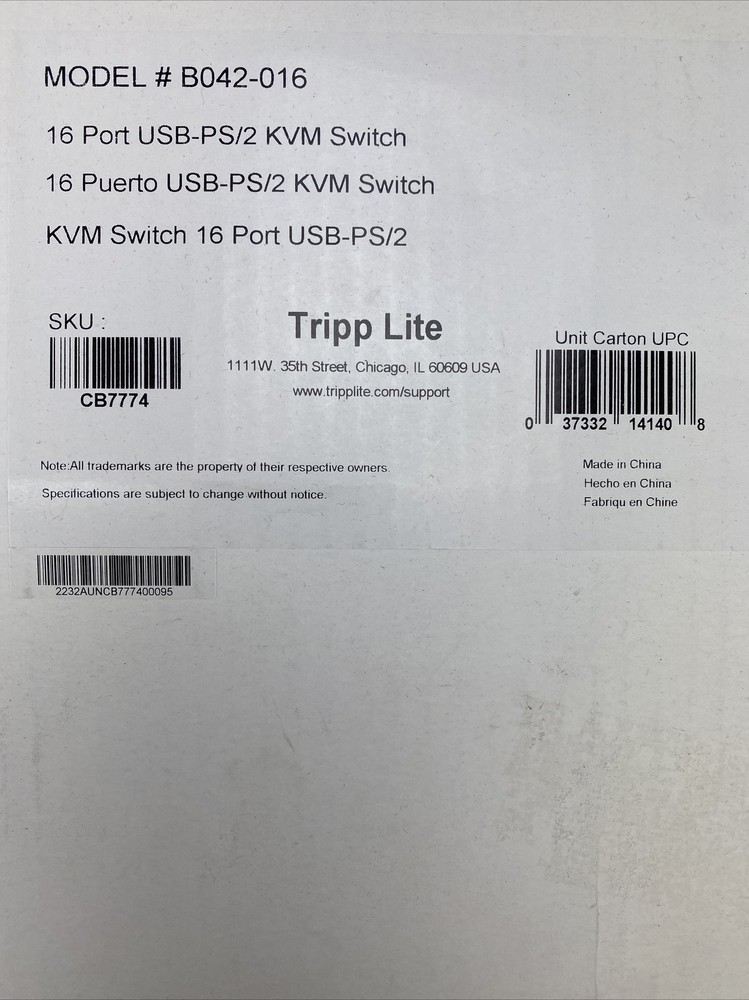 MODEL # B042-016
16 Port USB-PS/2 KVM Switch
16 Puerto USB-PS/2 KVM Switch
KVM Switch 16 Port USB-PS/2
SKU :
CB7774
Tripp Lite
1111W. 35th Street, Chicago, IL 60609 USA
www.tripplite.com/support
Unit Carton UPC
0 37332 14140 8
Note:All trademarks are the property of their respective owners.
Specifications are subject to change without notice.
Made in China
Hecho en China
Fabriqu en Chine
2232AUNCB777400095